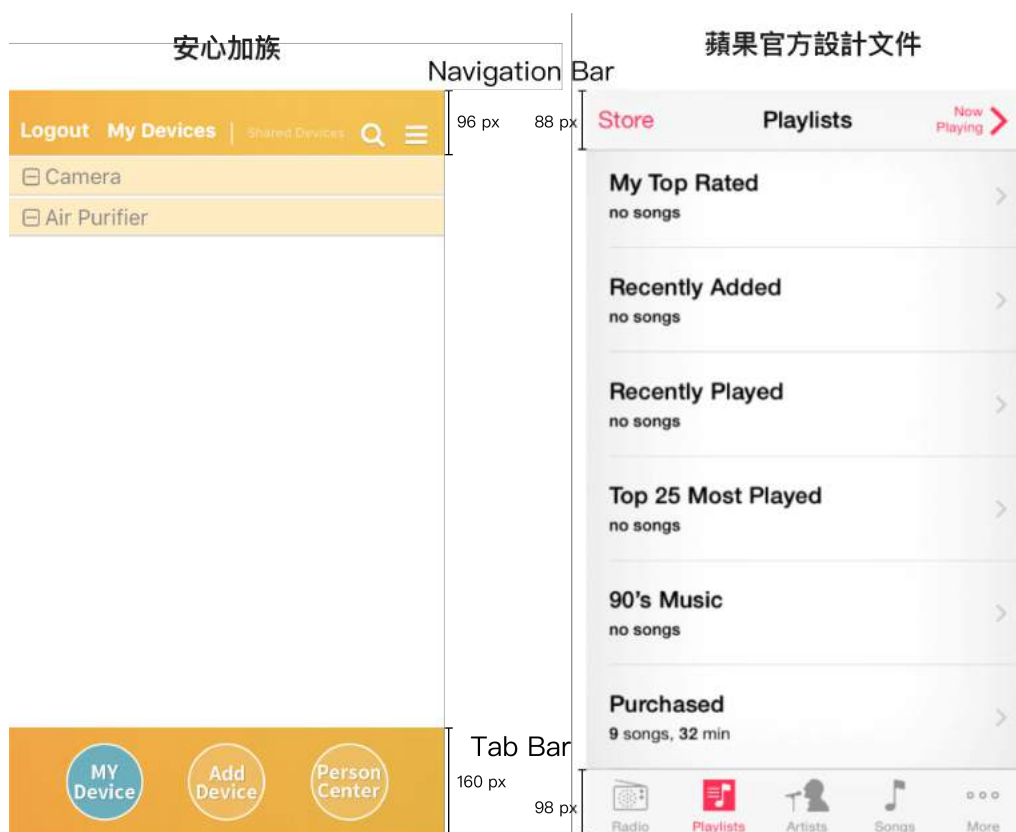 安心加族
蘋果官方設計文件
Navigation Bar
Logout My Devices | Shared Devices
96 px
88 px
Store
Playlists
Now
Playing
Camera
Air Purifier
My Top Rated
no songs
Recently Added
no songs
Recently Played
no songs
Top 25 Most Played
no songs
90's Music
no songs
Purchased
9 songs, 32 min
Tab Bar
160 px
98 px
MY
Device
Add
Device
Person
Center
Radio
Playlists
Artists
Songs
More